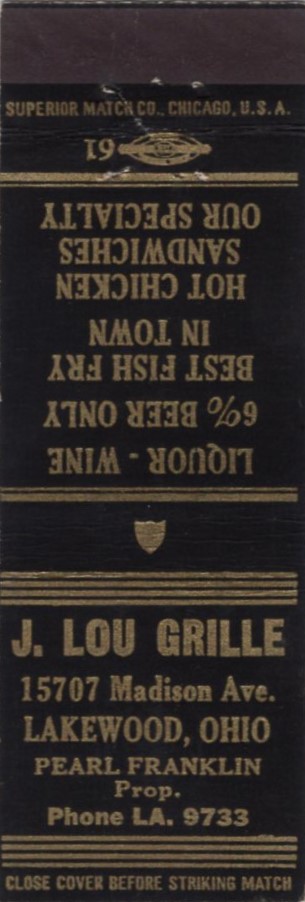 SUPERIOR MATCH CO., CHICAGO, U.S.A.
61
LIQUOR - WINE
6% BEER ONLY
BEST FISH FRY
IN TOWN
HOT CHICKEN
SANDWICHES
OUR SPECIALTY
J. LOU GRILLE
15707 Madison Ave.
LAKEWOOD, OHIO
PEARL FRANKLIN
Prop.
Phone LA. 9733
CLOSE COVER BEFORE STRIKING MATCH